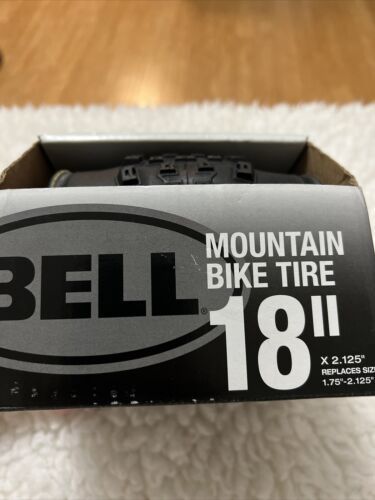 BELL®
MOUNTAIN
BIKE TIRE
18"
X 2.125"
REPLACES SIZ
1.75"-2.125"